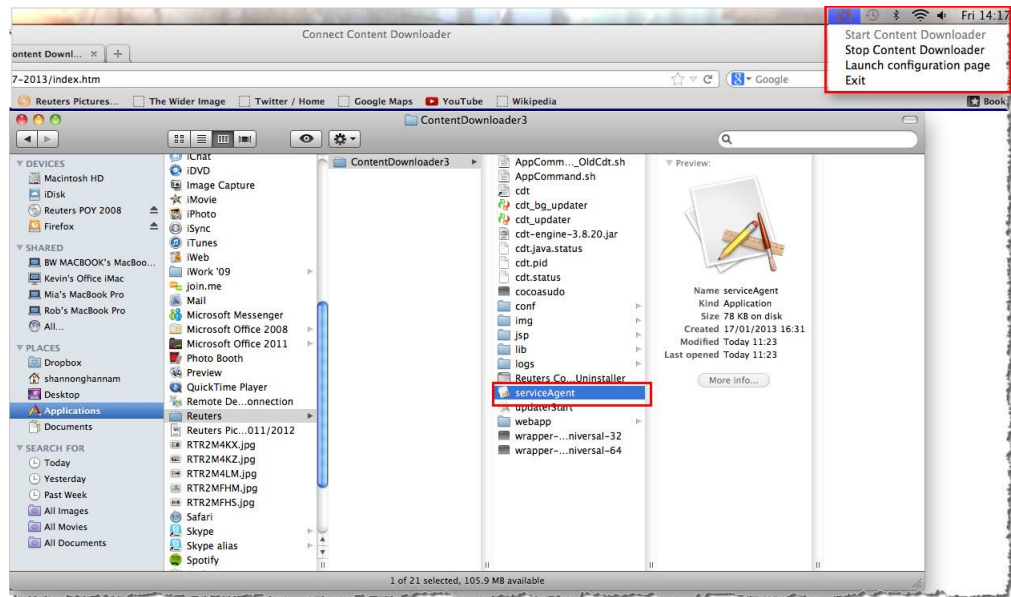 Fri 14:17
Start Content Downloader
Stop Content Downloader
Launch configuration page
Exit
Connect Content Downloader
ontent Downl... × +
7-2013/index.htm
Google
Reuters Pictures... The Wider Image Twitter / Home Google Maps YouTube Wikipedia Book
ContentDownloader3
DEVICES
Macintosh HD
iDisk
Reuters POY 2008
Firefox
SHARED
BW MACBOOK's MacBoo...
Kevin's Office iMac
Mia's MacBook Pro
Rob's MacBook Pro
All...
PLACES
Dropbox
shannonghannam
Desktop
Applications
Documents
SEARCH FOR
Today
Yesterday
Past Week
All Images
All Movies
All Documents
iChat
iDVD
Image Capture
iMovie
iPhoto
iSync
iTunes
iWeb
iWork '09
join.me
Mail
Microsoft Messenger
Microsoft Office 2008
Microsoft Office 2011
Photo Booth
Preview
QuickTime Player
Remote De...onnection
Reuters
Reuters Pic...011/2012
RTR2M4KX.jpg
RTR2M4KZ.jpg
RTR2M4LM.jpg
RTR2MFHM.jpg
RTR2MFHS.jpg
Safari
Skype
Skype alias
Spotify
ContentDownloader3
AppComm..._OldCdt.sh
AppCommand.sh
cdt
cdt_bg_updater
cdt_updater
cdt-engine-3.8.20.jar
cdt.java.status
cdt.pid
cdt.status
cocoasudo
conf
img
jsp
lib
logs
Reuters Co...Uninstaller
serviceAgent
updaterStart
webapp
wrapper-...niversal-32
wrapper-...niversal-64
Preview:
Name serviceAgent
Kind Application
Size 78 KB on disk
Created 17/01/2013 16:31
Modified Today 11:23
Last opened Today 11:23
More info...
1 of 21 selected, 105.9 MB available